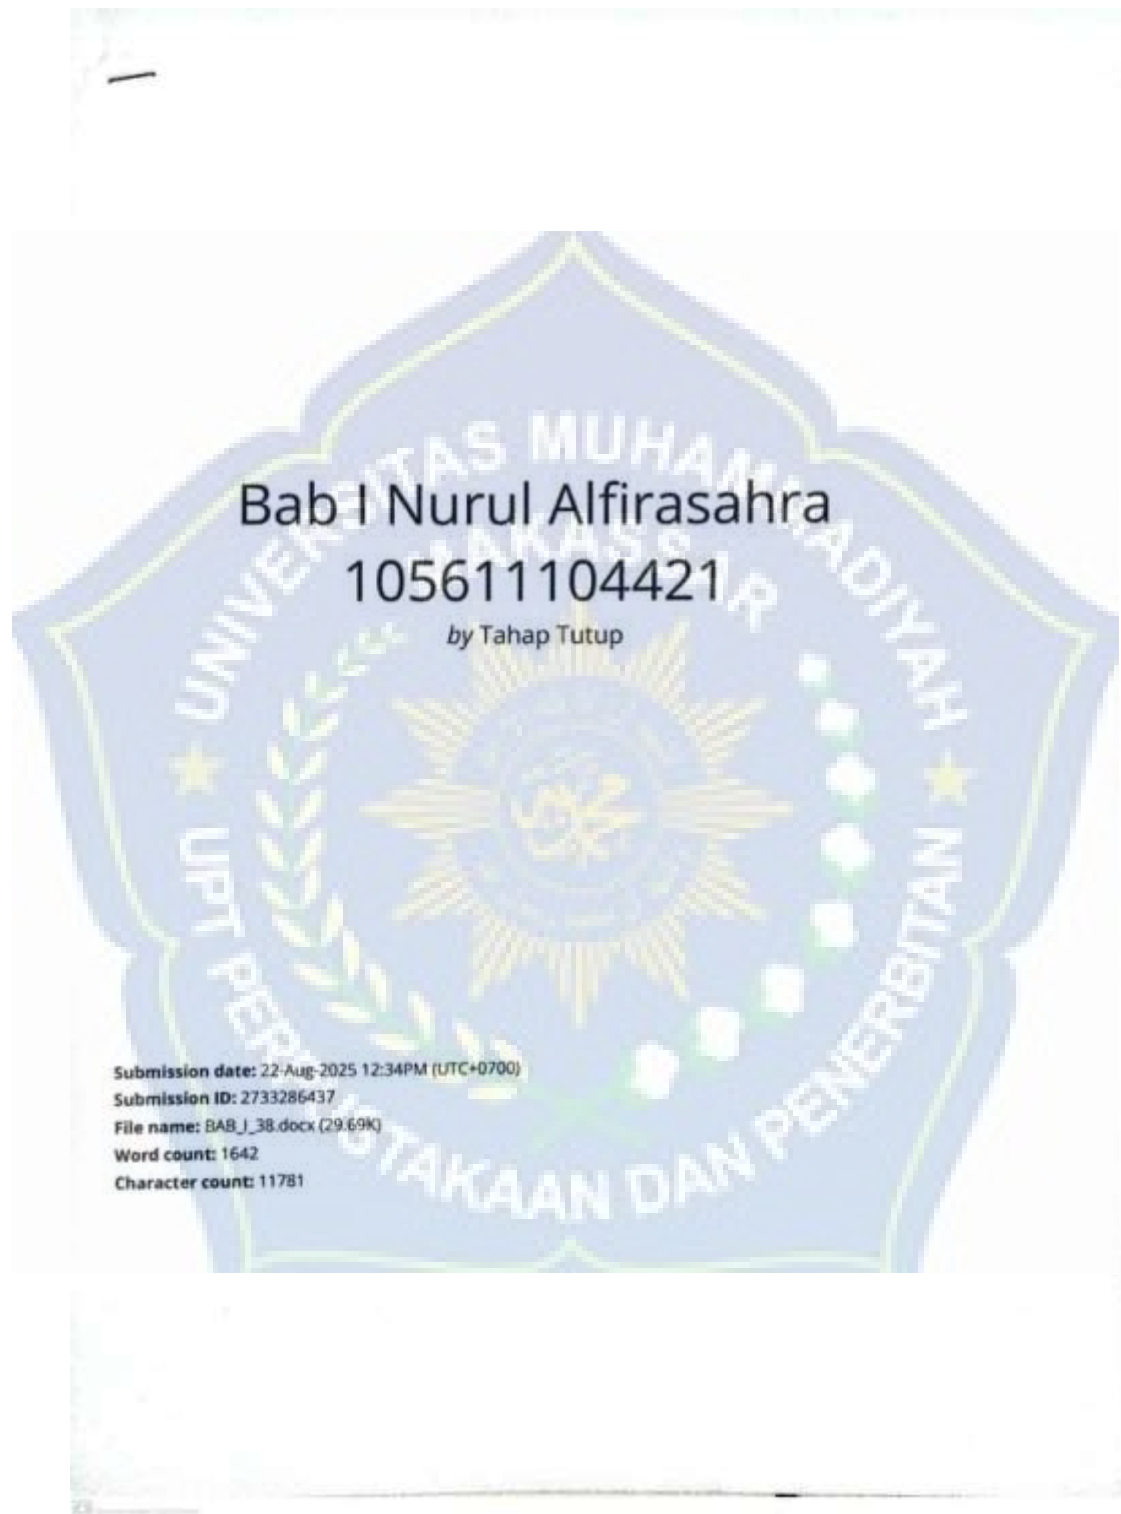 Bab I Nurul Alfirasahra
105611104421
by Tahap Tutup
UNIVERSITAS MUHAMMADIYAH
MAKASSAR
UPT PERPUSTAKAAN DAN PENERBITAN
Submission date: 22-Aug-2025 12:34PM (UTC+0700)
Submission ID: 2733286437
File name: BAB_I_38.docx (29.69K)
Word count: 1642
Character count: 11781